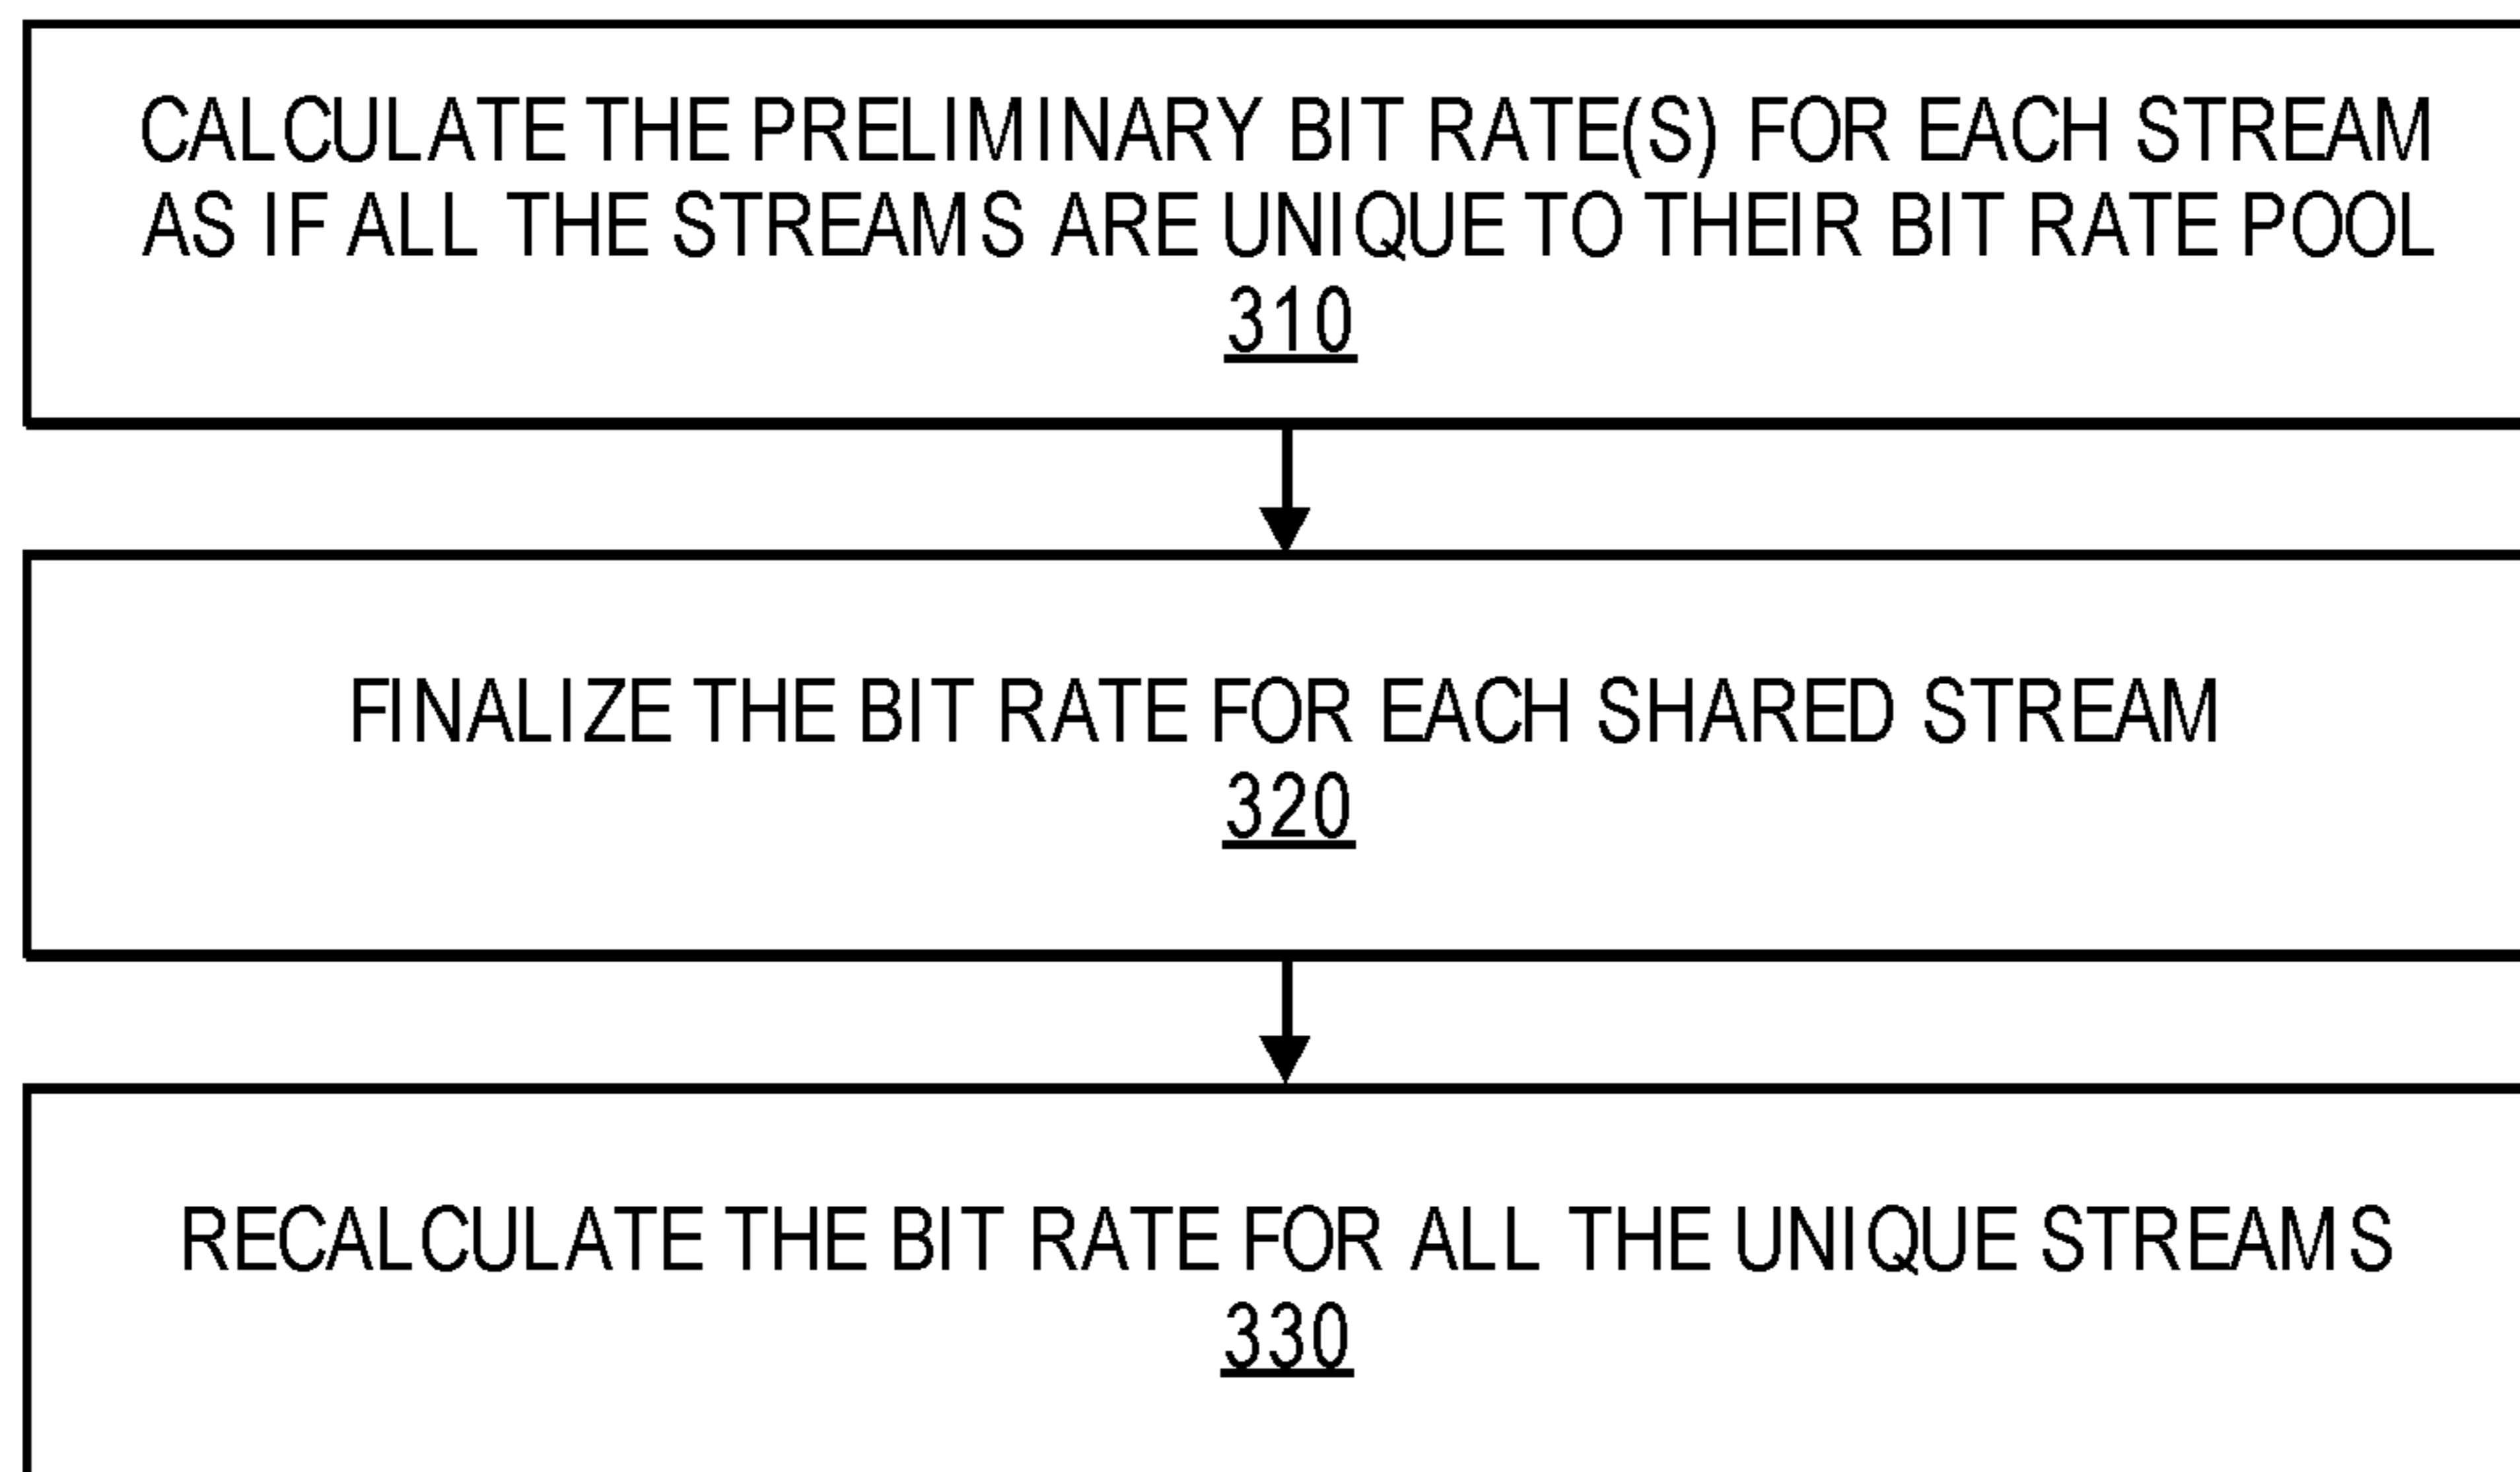 CALCULATE THE PRELIMINARY BIT RATE(S) FOR EACH STREAM
AS IF ALL THE STREAMS ARE UNIQUE TO THEIR BIT RATE POOL
310
FINALIZE THE BIT RATE FOR EACH SHARED STREAM
320
RECALCULATE THE BIT RATE FOR ALL THE UNIQUE STREAMS
330